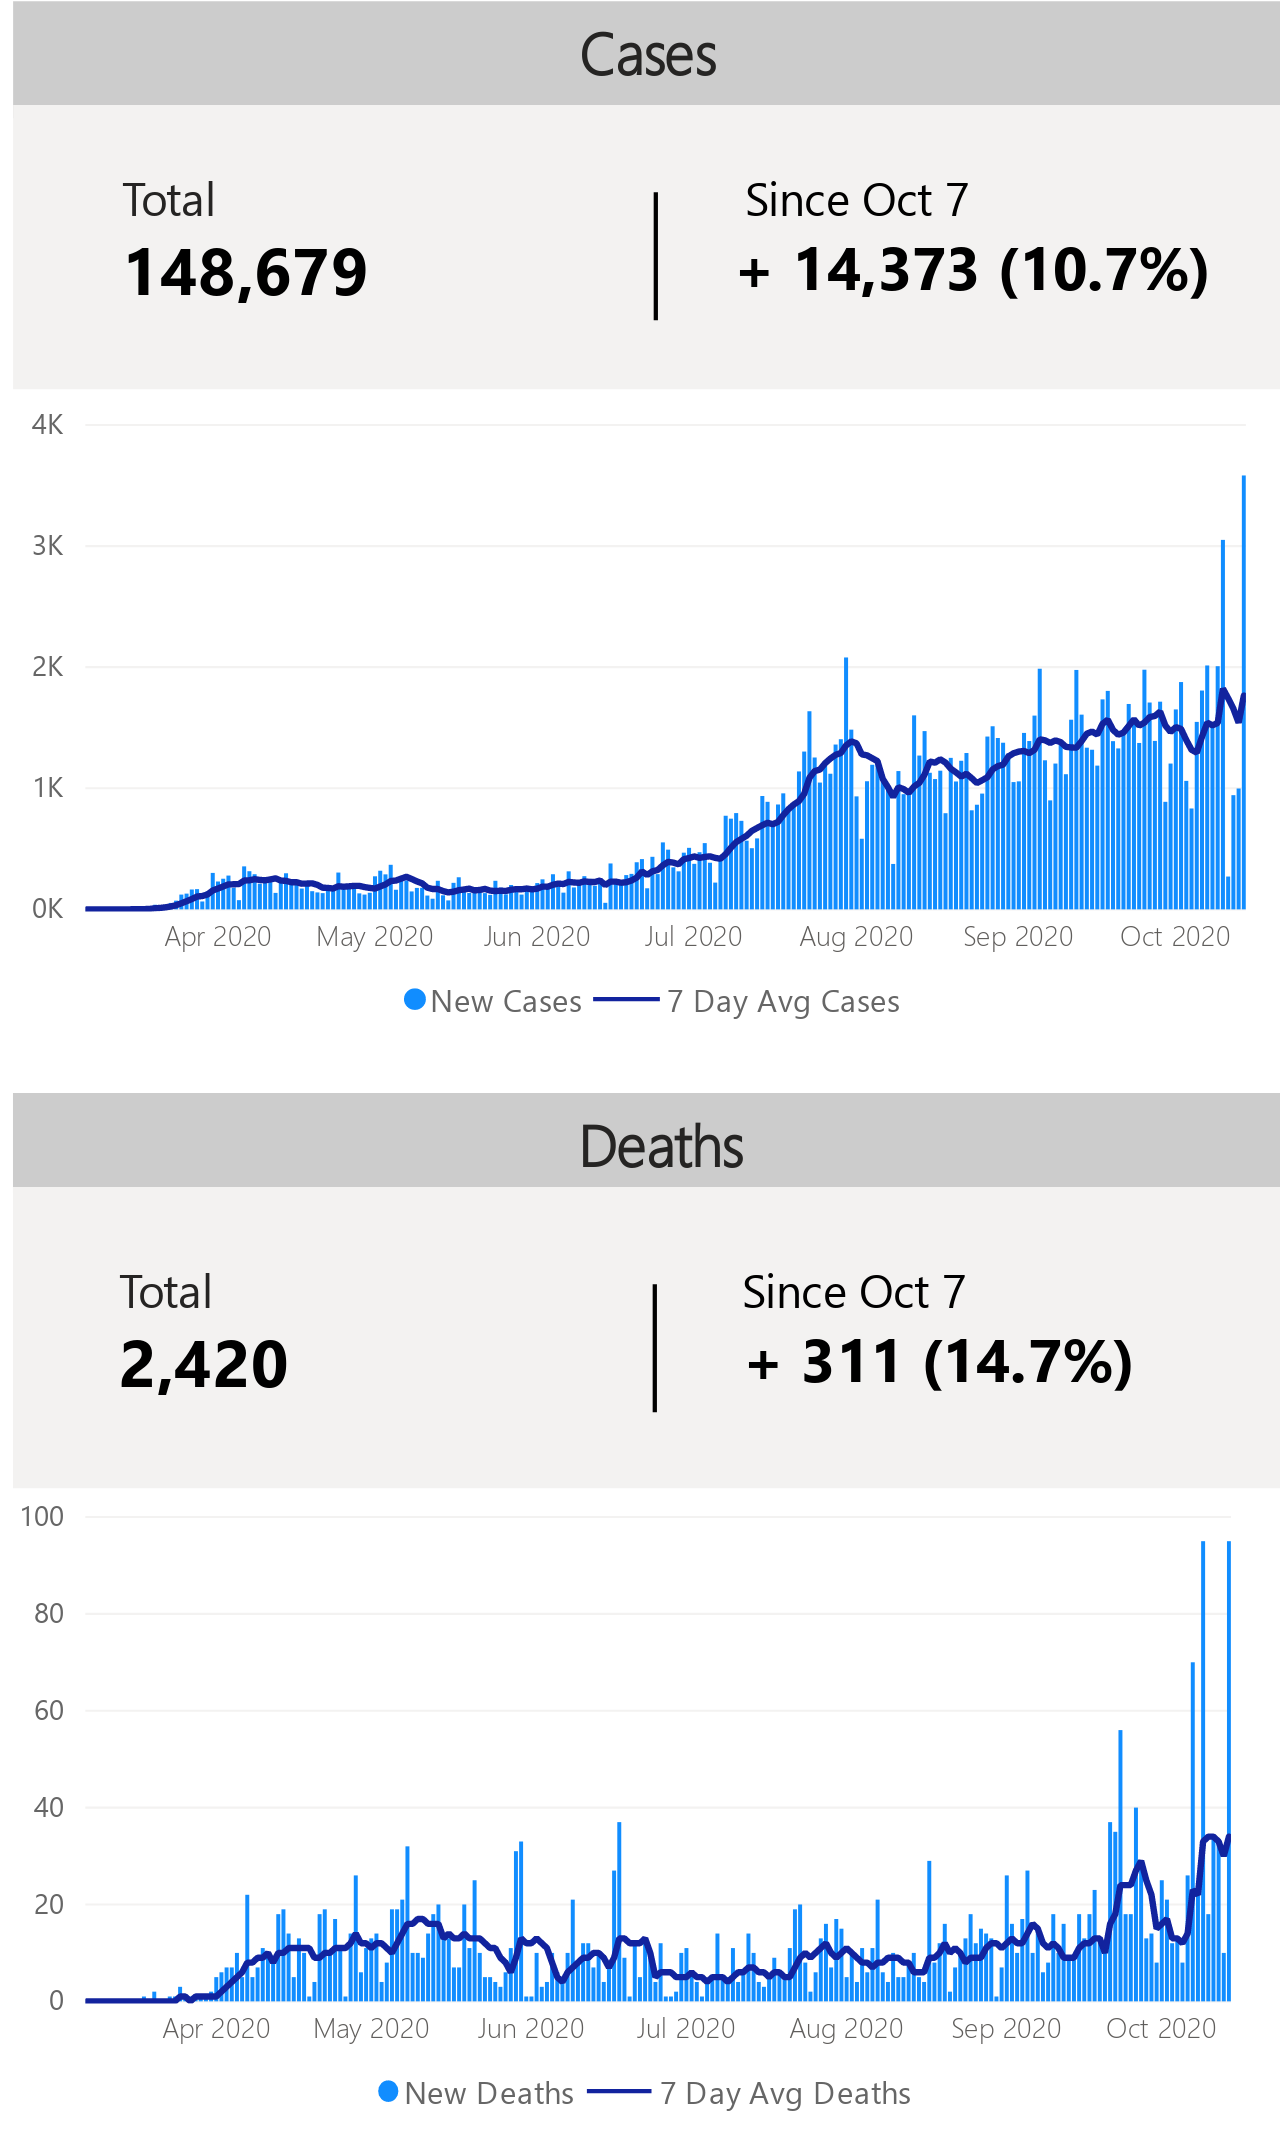 Cases
Total
Since Oct 7
148,679
+ 14,373 (10.7%)
4K
3K
2K
1K
0K
Apr 2020
May 2020
Jun 2020
Jul 2020
Aug 2020
Sep 2020
Oct 2020
New Cases
7 Day Avg Cases
Deaths
Total
Since Oct 7
2,420
+ 311 (14.7%)
100
80
60
40
20
0
Apr 2020
May 2020
Jun 2020
Jul 2020
Aug 2020
Sep 2020
Oct 2020
New Deaths
7 Day Avg Deaths